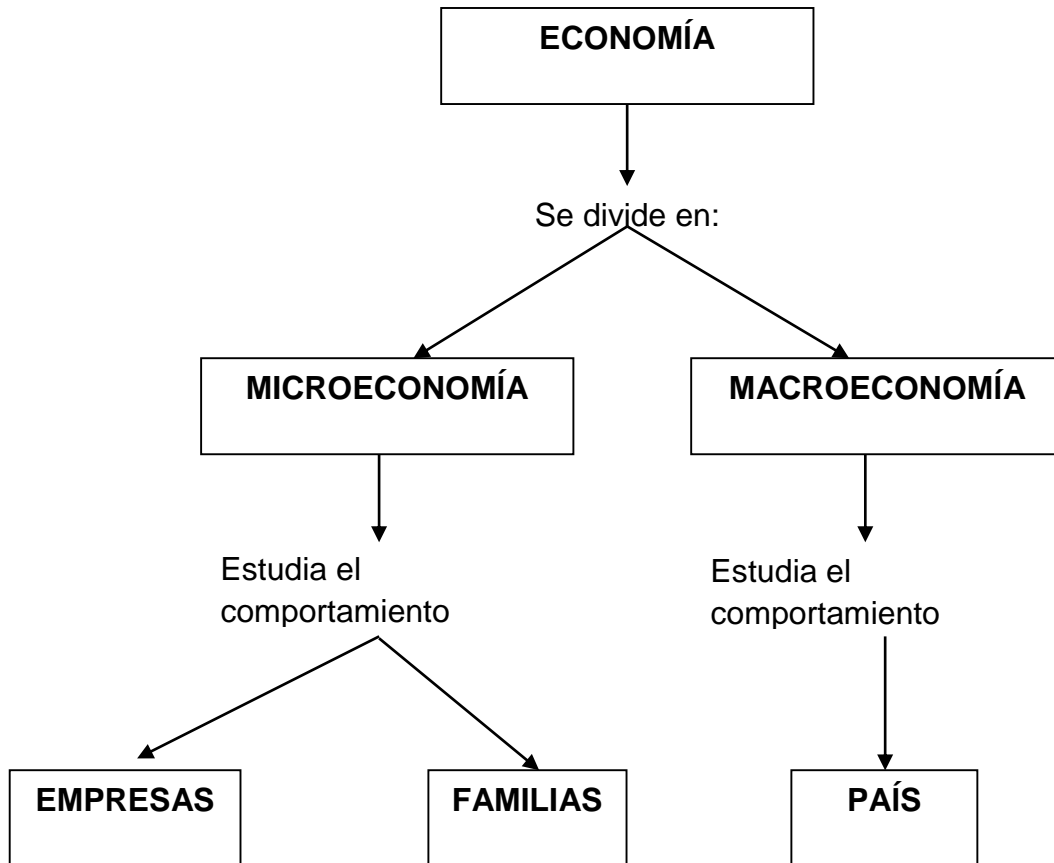 ECONOMÍA
Se divide en:
MICROECONOMÍA
MACROECONOMÍA
Estudia el
comportamiento
Estudia el
comportamiento
EMPRESAS
FAMILIAS
PAÍS